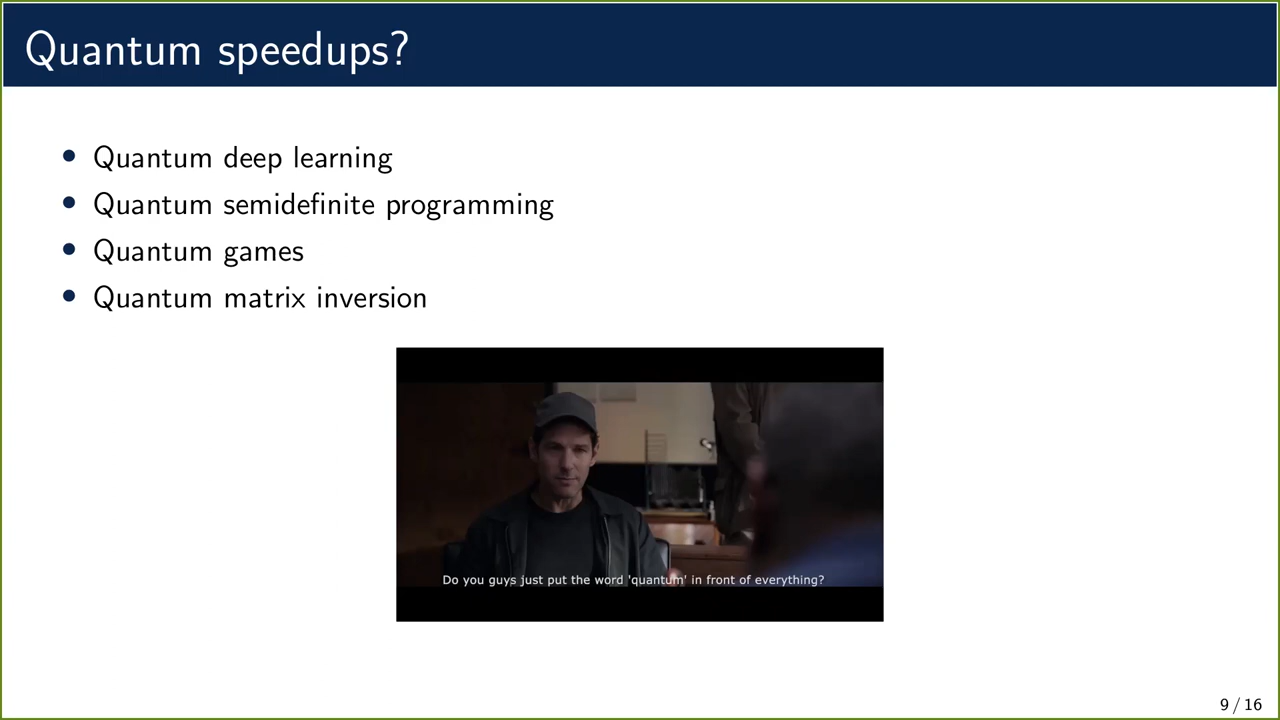 Quantum speedups?
• Quantum deep learning
• Quantum semidefinite programming
• Quantum games
• Quantum matrix inversion
Do you guys just put the word 'quantum' in front of everything?
9 / 16